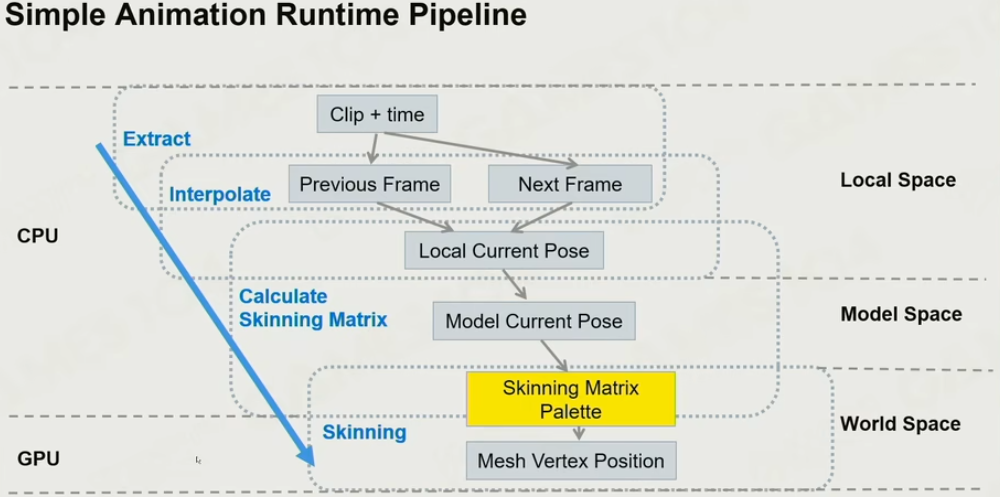 Simple Animation Runtime Pipeline
Clip + time
Extract
Previous Frame
Next Frame
Interpolate
Local Space
CPU
Local Current Pose
Calculate
Skinning Matrix
Model Current Pose
Model Space
Skinning Matrix
Palette
World Space
Skinning
GPU
Mesh Vertex Position